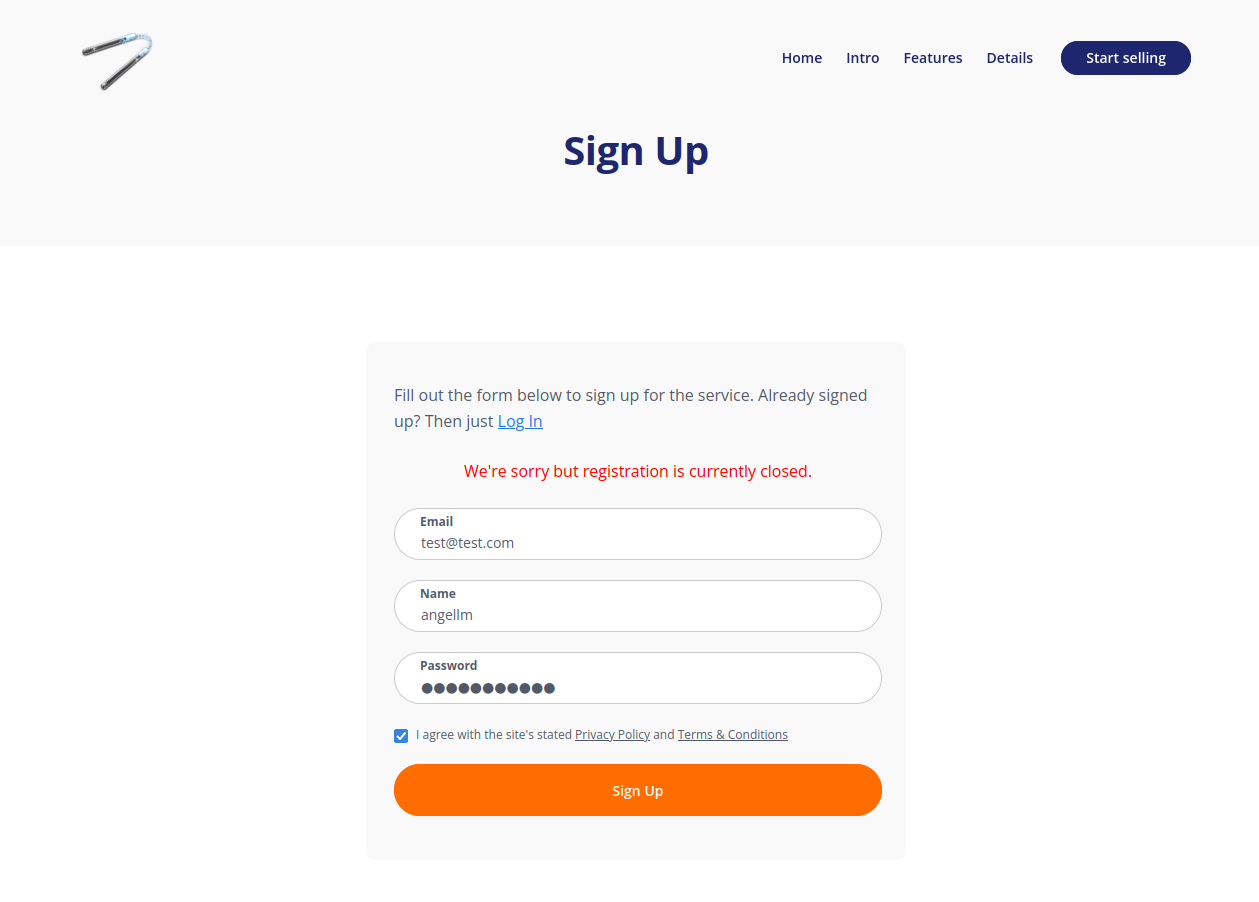 Home Intro Features Details Start selling
Sign Up
Fill out the form below to sign up for the service. Already signed
up? Then just Log In
We're sorry but registration is currently closed.
Email
test@test.com
Name
angellm
Password
●●●●●●●●●●●
I agree with the site's stated Privacy Policy and Terms & Conditions
Sign Up